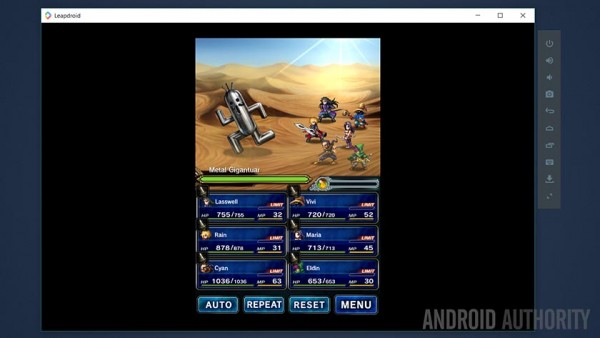 Leapdroid
Metal Gigantuar
Lasswell
LIMIT
HP 755/755 MP 32
Vivi
LIMIT
HP 720/720 MP 52
Rain
LIMIT
HP 878/878 MP 31
Maria
LIMIT
HP 713/713 MP 45
Cyan
LIMIT
HP 1036/1036 MP 63
Eldin
LIMIT
HP 653/653 MP 30
AUTO REPEAT RESET MENU
ANDROID AUTHORITY